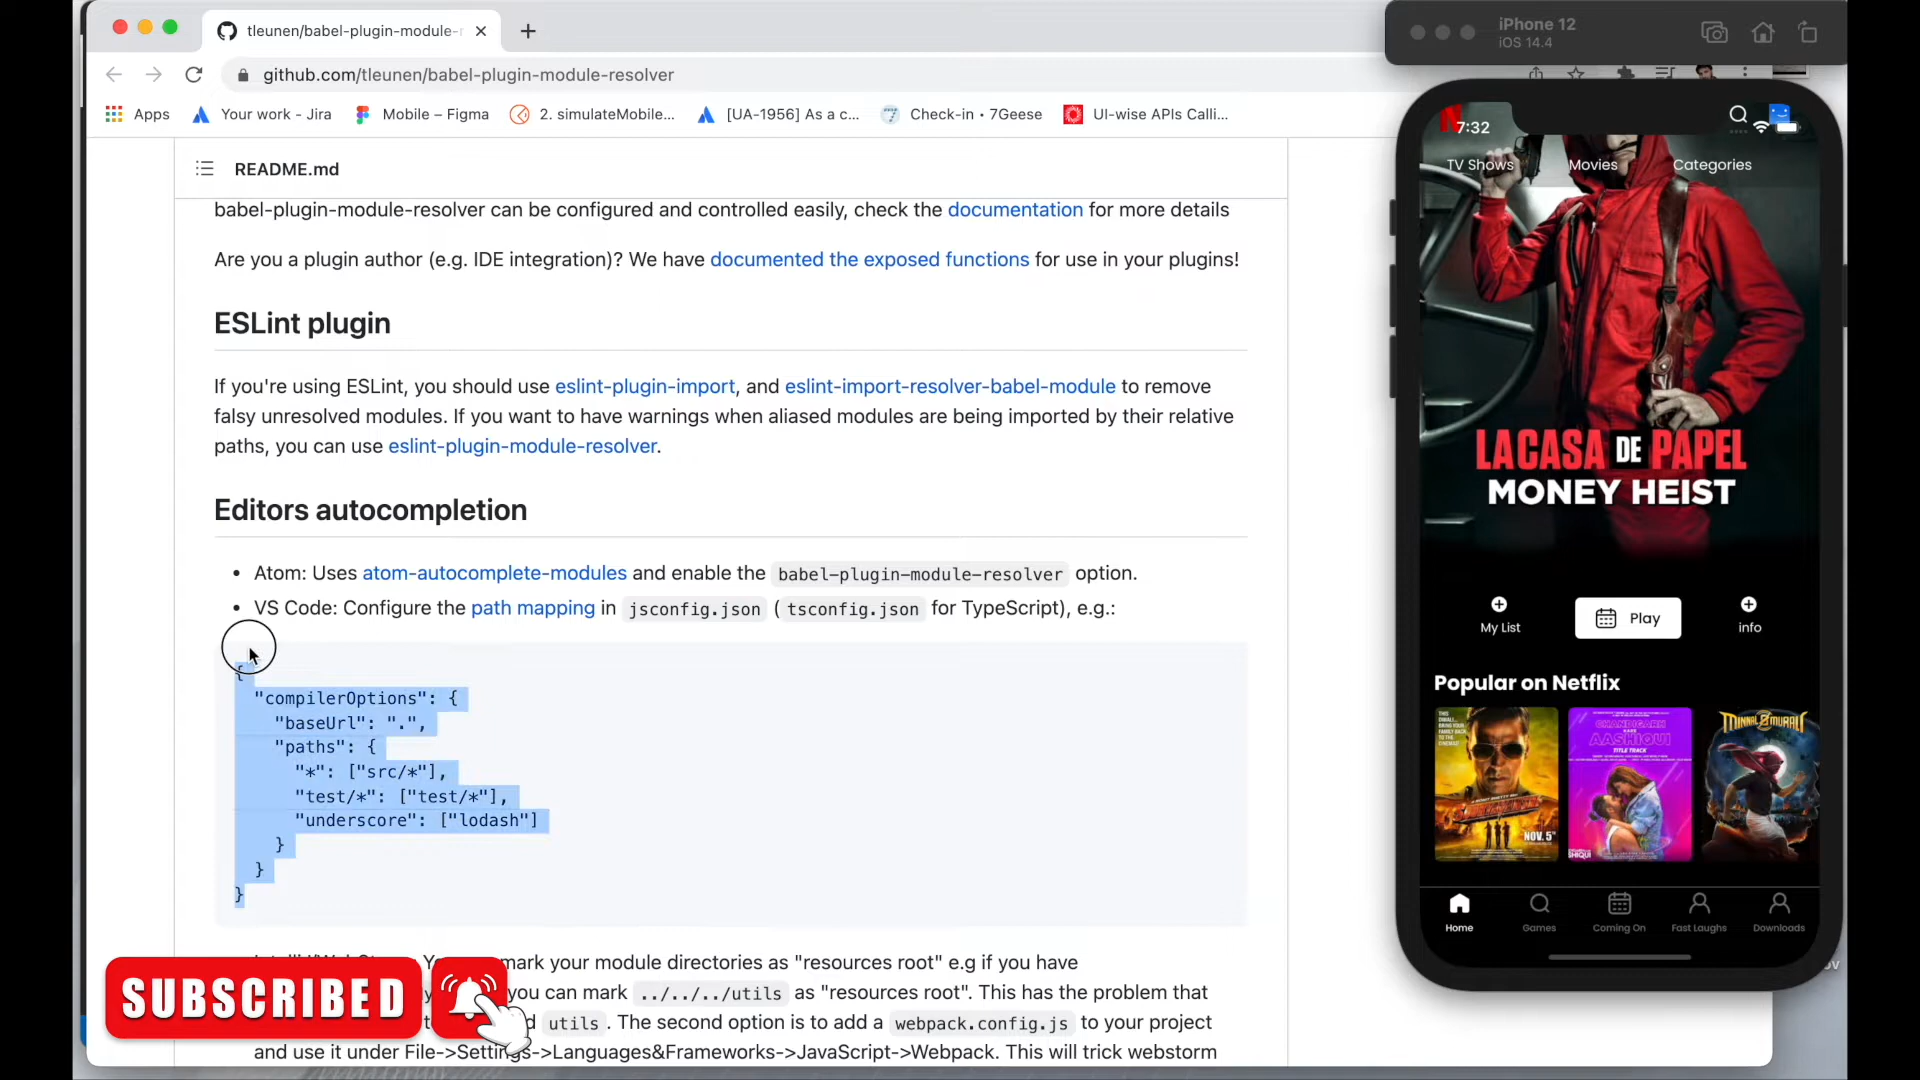 tleunen/babel-plugin-module-
github.com/tleunen/babel-plugin-module-resolver
Apps
Your work - Jira
Mobile – Figma
2. simulateMobile...
[UA-1956] As a c...
Check-in • 7Geese
UI-wise APIs Calli...
README.md
babel-plugin-module-resolver can be configured and controlled easily, check the documentation for more details
Are you a plugin author (e.g. IDE integration)? We have documented the exposed functions for use in your plugins!
ESLint plugin
If you're using ESLint, you should use eslint-plugin-import, and eslint-import-resolver-babel-module to remove
falsy unresolved modules. If you want to have warnings when aliased modules are being imported by their relative
paths, you can use eslint-plugin-module-resolver.
Editors autocompletion
• Atom: Uses atom-autocomplete-modules and enable the babel-plugin-module-resolver option.
• VS Code: Configure the path mapping in jsconfig.json ( tsconfig.json for TypeScript), e.g.:
{
"compilerOptions": {
"baseUrl": ".",
"paths": {
"*": ["src/*"],
"test/*": ["test/*"],
"underscore": ["lodash"]
}
}
}
mark your module directories as "resources root" e.g if you have
you can mark ../../../utils as "resources root". This has the problem that
utils . The second option is to add a webpack.config.js to your project
and use it under File->Settings->Languages&Frameworks->JavaScript->Webpack. This will trick webstorm
SUBSCRIBED
iPhone 12
iOS 14.4
7:32
TV Shows
Movies
Categories
LA CASA DE PAPEL
MONEY HEIST
My List
Play
info
Popular on Netflix
NOV. 5
CHANDIGARH
AASHIQUI
TITLE TRACK
MINNAL MURALI
Home
Games
Coming On
Fast Laughs
Downloads